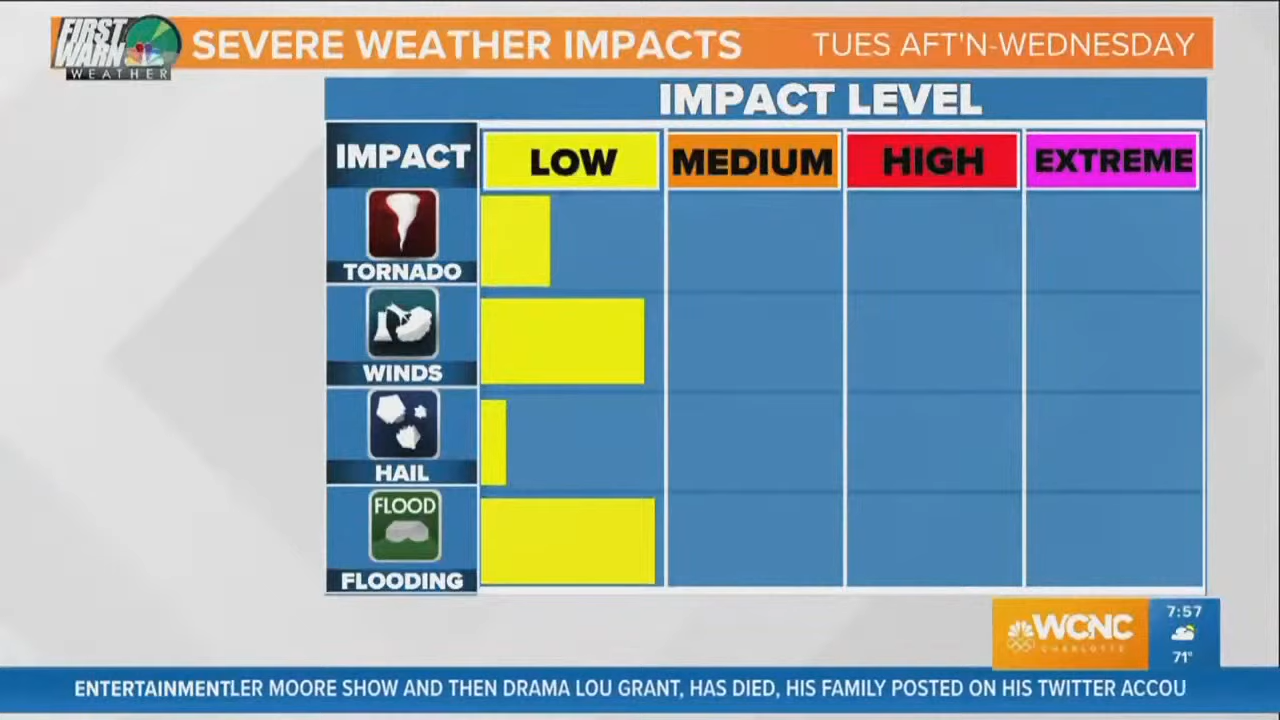 FIRST
WARN
WEATHER
SEVERE WEATHER IMPACTS
TUES AFT'N-WEDNESDAY
IMPACT LEVEL
IMPACT
LOW
MEDIUM
HIGH
EXTREME
TORNADO
WINDS
HAIL
FLOOD
FLOODING
WCNC
CHARLOTTE
7:57
71°
ENTERTAINMENTLER MOORE SHOW AND THEN DRAMA LOU GRANT, HAS DIED, HIS FAMILY POSTED ON HIS TWITTER ACCOU